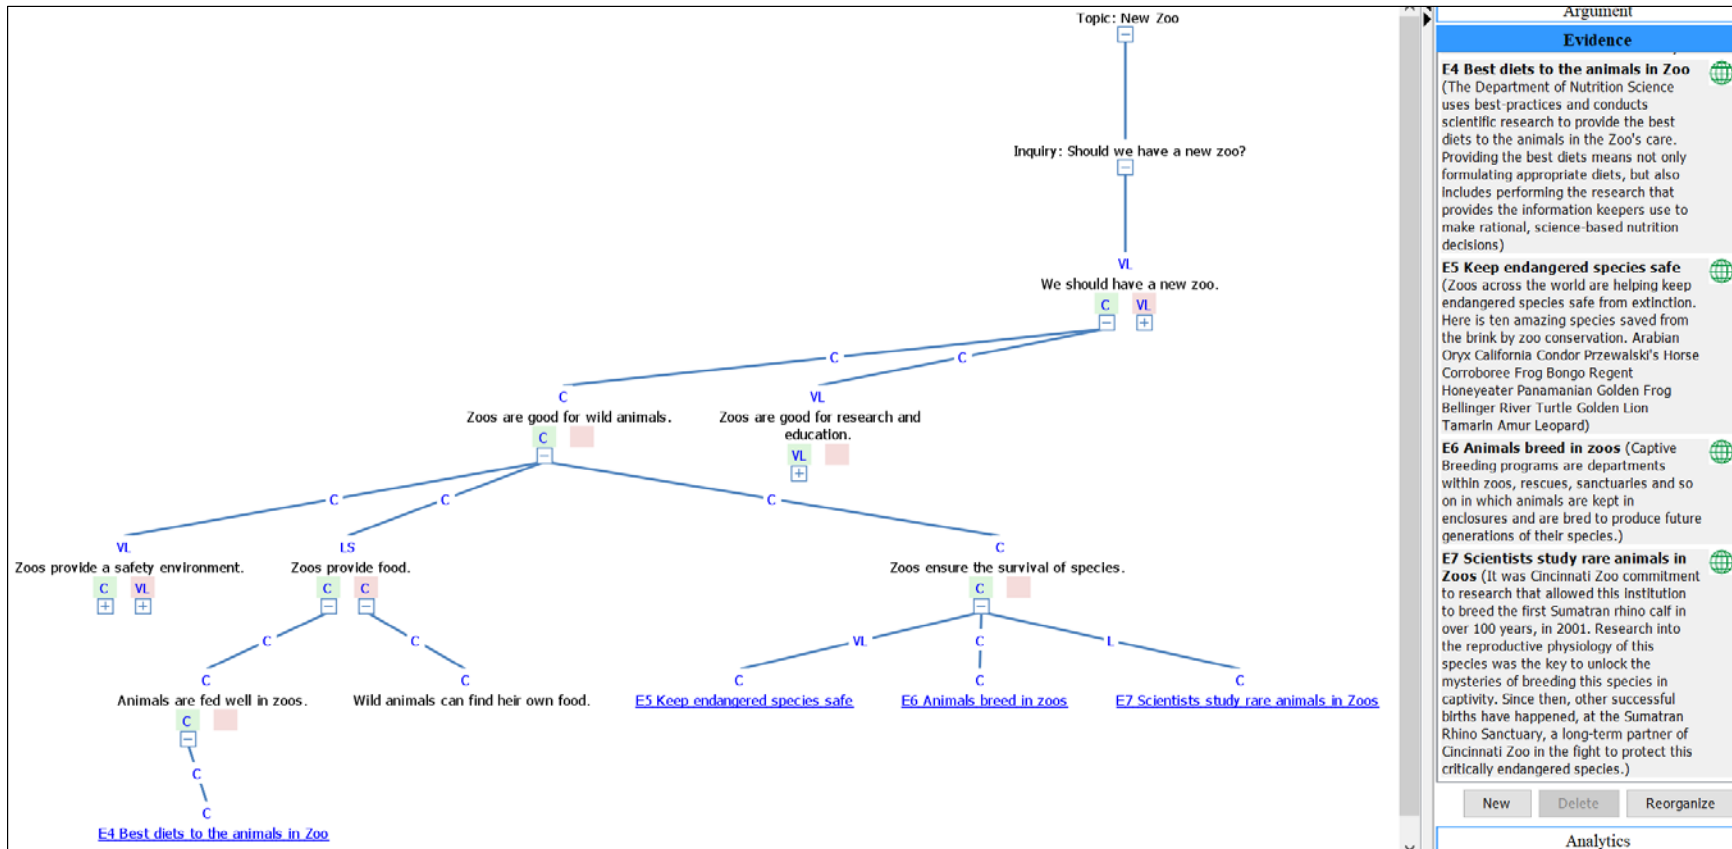 Topic: New Zoo
Inquiry: Should we have a new zoo?
VL
We should have a new zoo.
C VL
C C
C VL
Zoos are good for wild animals. Zoos are good for research and
education.
C VL
C C C
VL LS C
Zoos provide a safety environment. Zoos provide food. Zoos ensure the survival of species.
C VL C C C
C C VL C L
C C C C C
Animals are fed well in zoos. Wild animals can find heir own food. E5 Keep endangered species safe E6 Animals breed in zoos E7 Scientists study rare animals in Zoos
C
C
C
E4 Best diets to the animals in Zoo
Argument
Evidence
E4 Best diets to the animals in Zoo
(The Department of Nutrition Science
uses best-practices and conducts
scientific research to provide the best
diets to the animals in the Zoo's care.
Providing the best diets means not only
formulating appropriate diets, but also
includes performing the research that
provides the information keepers use to
make rational, science-based nutrition
decisions)
E5 Keep endangered species safe
(Zoos across the world are helping keep
endangered species safe from extinction.
Here is ten amazing species saved from
the brink by zoo conservation. Arabian
Oryx California Condor Przewalski's Horse
Corroboree Frog Bongo Regent
Honeyeater Panamanian Golden Frog
Bellinger River Turtle Golden Lion
Tamarin Amur Leopard)
E6 Animals breed in zoos (Captive
Breeding programs are departments
within zoos, rescues, sanctuaries and so
on in which animals are kept in
enclosures and are bred to produce future
generations of their species.)
E7 Scientists study rare animals in
Zoos (It was Cincinnati Zoo commitment
to research that allowed this institution
to breed the first Sumatran rhino calf in
over 100 years, in 2001. Research into
the reproductive physiology of this
species was the key to unlock the
mysteries of breeding this species in
captivity. Since then, other successful
births have happened, at the Sumatran
Rhino Sanctuary, a long-term partner of
Cincinnati Zoo in the fight to protect this
critically endangered species.)
New Delete Reorganize
Analytics